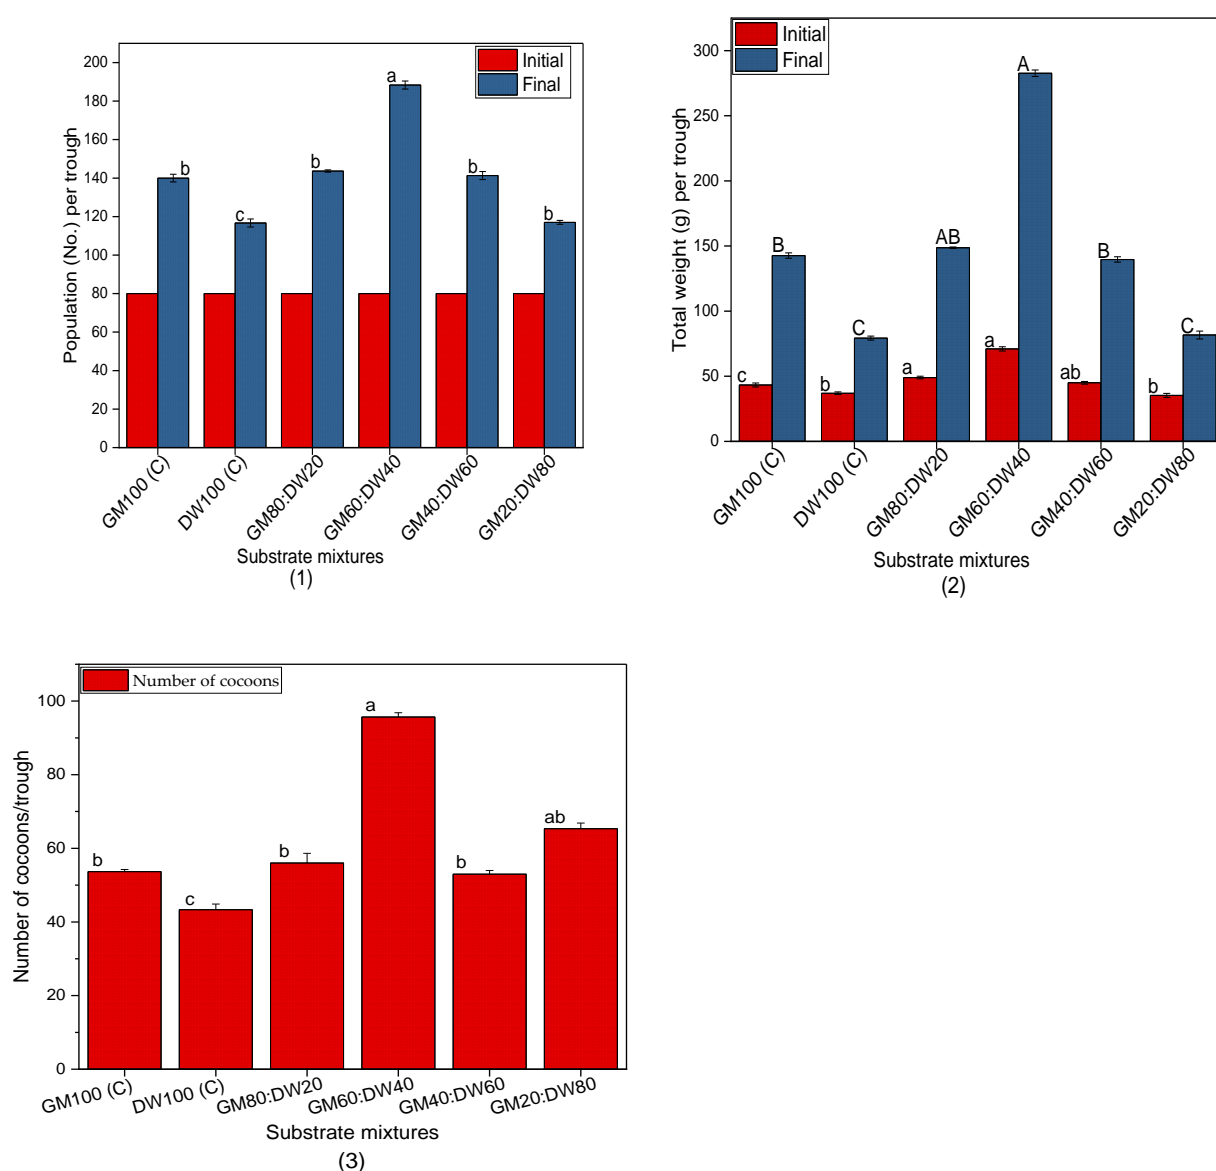 Initial
Final
Population (No.) per trough
200
180
160
140
120
100
80
60
40
20
0
b
c
b
a
b
b
GM100 (C)
DW100 (C)
GM80:DW20
GM60:DW40
GM40:DW60
GM20:DW80
Substrate mixtures
(1)
Initial
Final
Total weight (g) per trough
300
250
200
150
100
50
0
c
B
b
C
a
AB
a
A
ab
B
b
C
GM100 (C)
DW100 (C)
GM80:DW20
GM60:DW40
GM40:DW60
GM20:DW80
Substrate mixtures
(2)
Number of cocoons
Number of cocoons/trough
100
80
60
40
20
0
b
c
b
a
b
ab
GM100 (C)
DW100 (C)
GM80:DW20
GM60:DW40
GM40:DW60
GM20:DW80
Substrate mixtures
(3)